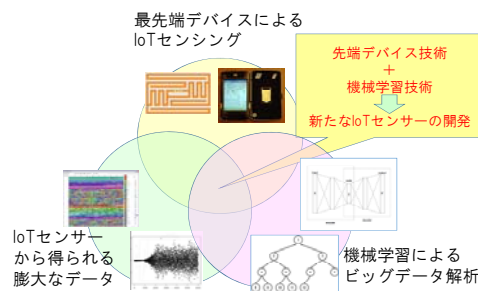 最先端デバイスによる
IoTセンシング
先端デバイス技術
+
機械学習技術
新たなIoTセンサーの開発
IoTセンサー
から得られる
膨大なデータ
機械学習による
ビッグデータ解析